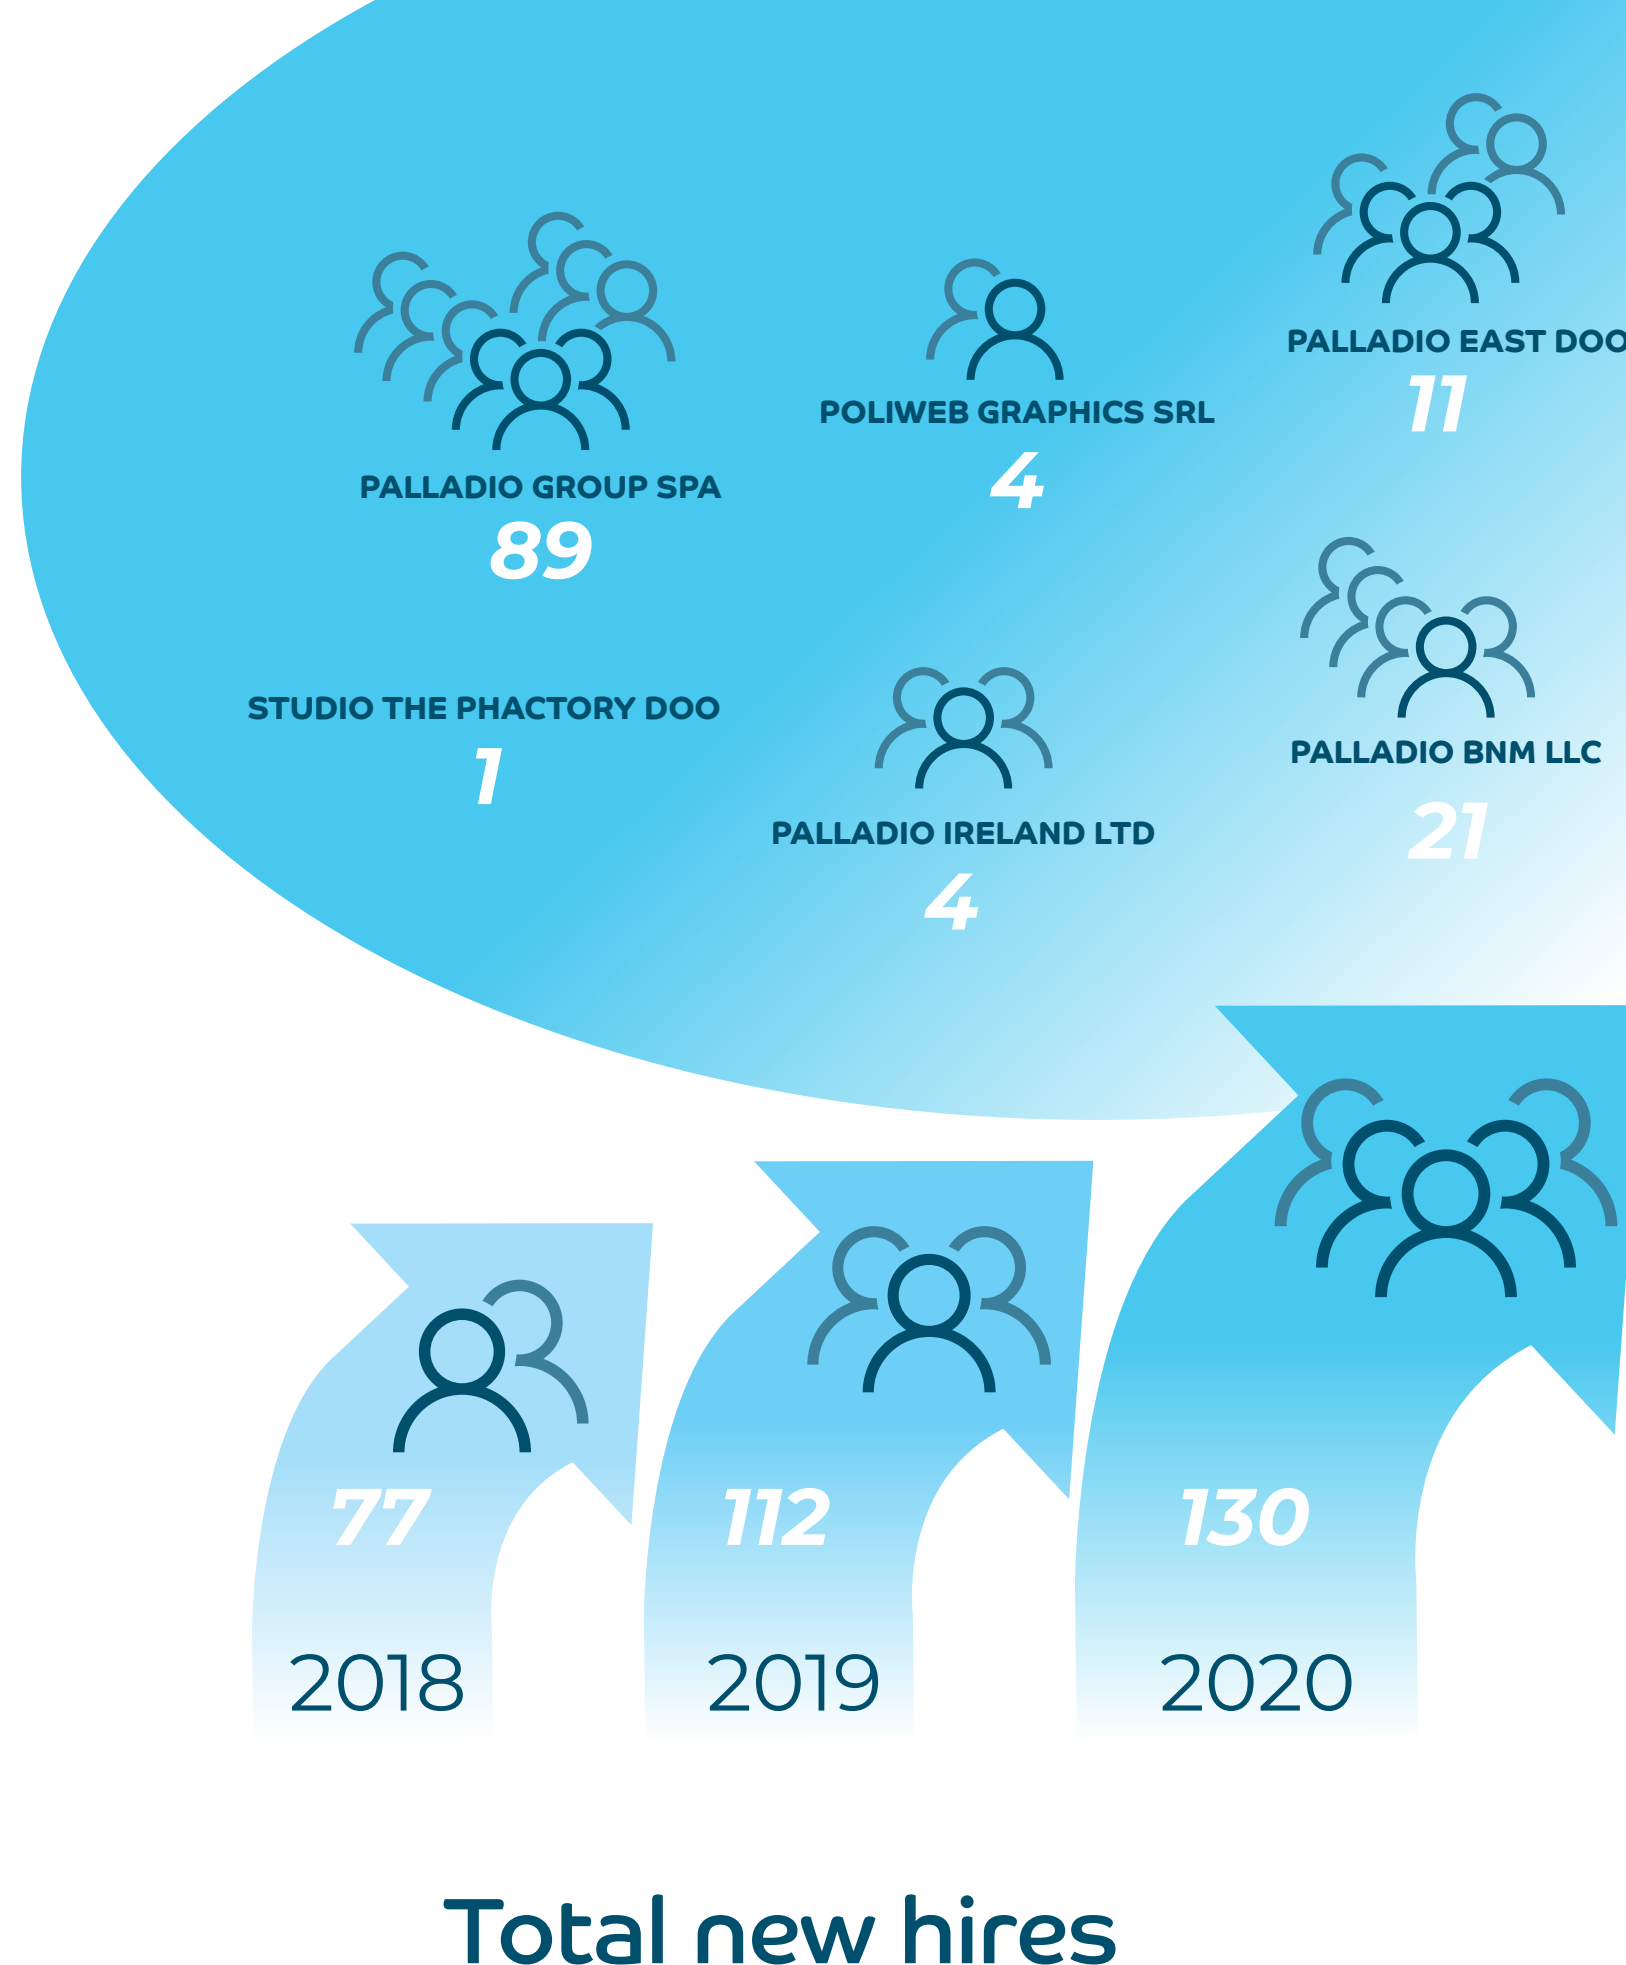 PALLADIO EAST DOO
11
POLIWEB GRAPHICS SRL
4
PALLADIO GROUP SPA
89
STUDIO THE PHACTORY DOO
1
PALLADIO BNM LLC
21
PALLADIO IRELAND LTD
4
77
112
130
2018
2019
2020
Total new hires